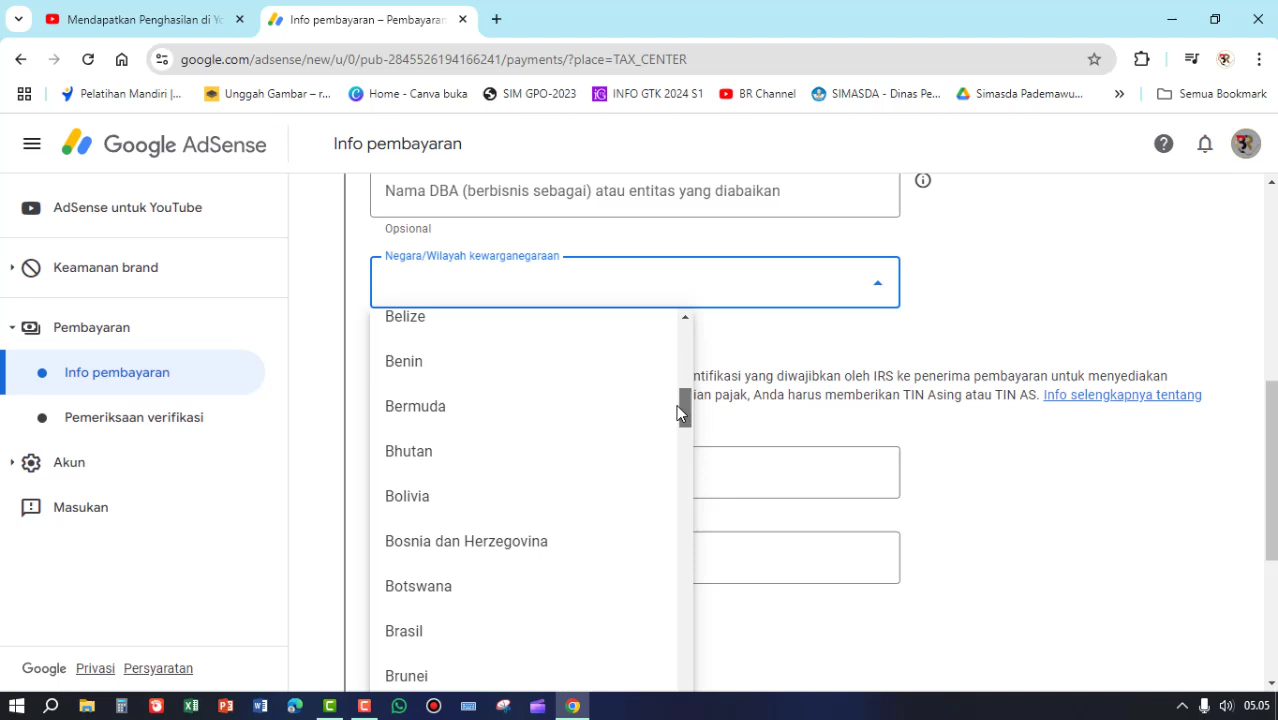 Mendapatkan Penghasilan di Yo
Info pembayaran – Pembayaran
google.com/adsense/new/u/0/pub-2845526194166241/payments/?place=TAX_CENTER
Pelatihan Mandiri |...
Unggah Gambar – r...
Home - Canva buka
SIM GPO-2023
INFO GTK 2024 S1
BR Channel
SIMASDA - Dinas Pe...
Simasda Pademawu...
Semua Bookmark
Google AdSense
Info pembayaran
AdSense untuk YouTube
Keamanan brand
Pembayaran
Info pembayaran
Pemeriksaan verifikasi
Akun
Masukan
Google Privasi Persyaratan
Nama DBA (berbisnis sebagai) atau entitas yang diabaikan
Opsional
Negara/Wilayah kewarganegaraan
Belize
Benin
Bermuda
Bhutan
Bolivia
Bosnia dan Herzegovina
Botswana
Brasil
Brunei
ntifikasi yang diwajibkan oleh IRS ke penerima pembayaran untuk menyediakan
ian pajak, Anda harus memberikan TIN Asing atau TIN AS. Info selengkapnya tentang
05.05